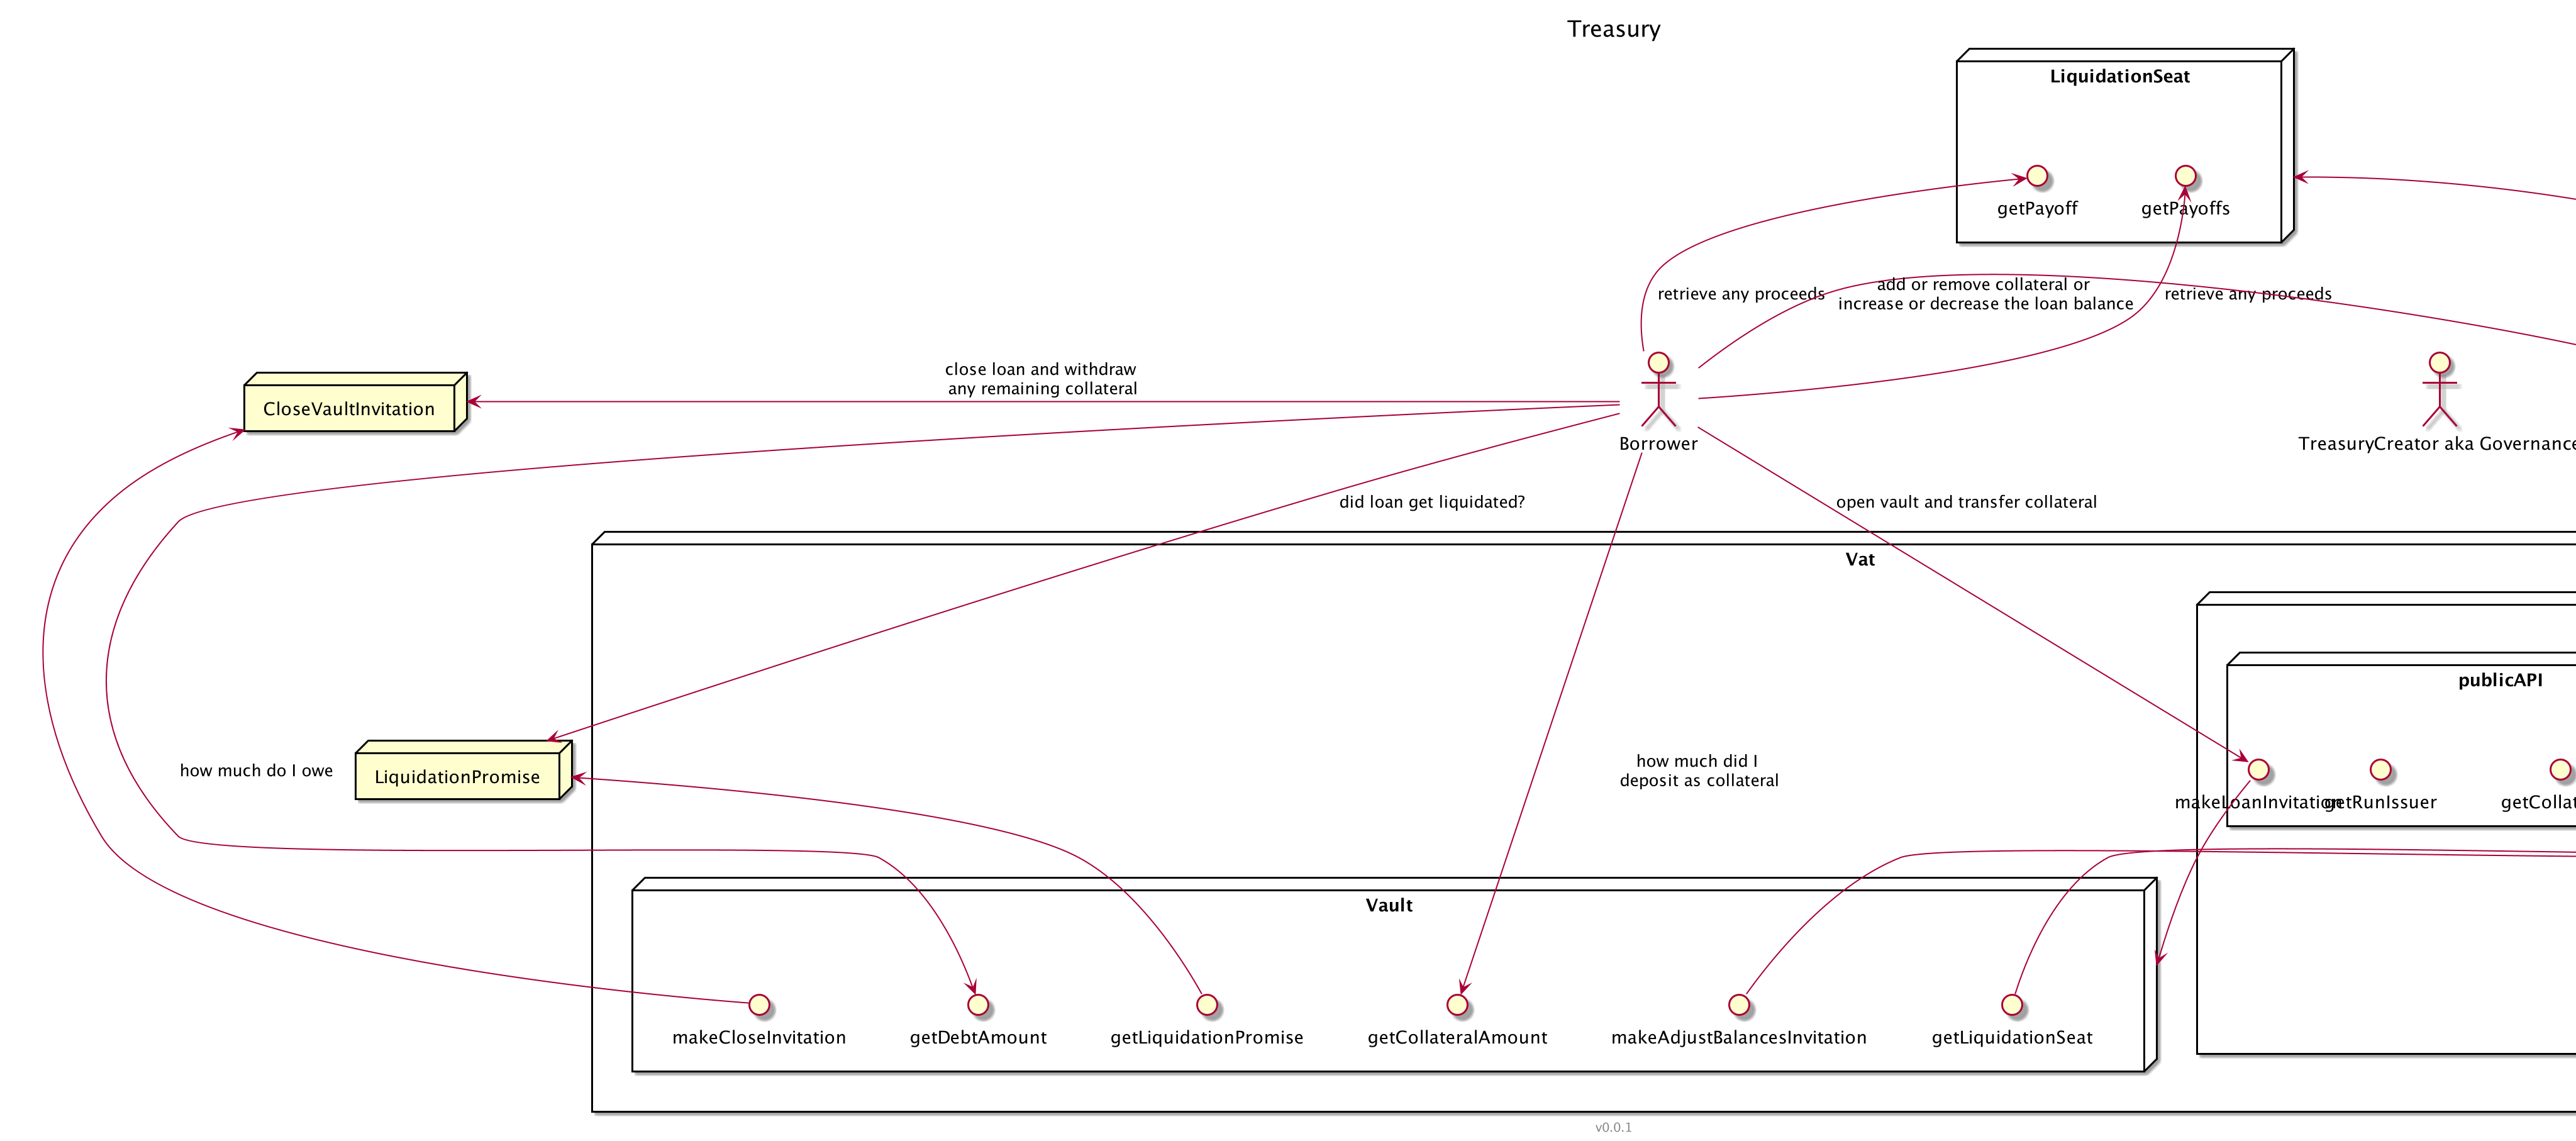 Treasury
LiquidationSeat
getPayoff
getPayoffs
retrieve any proceeds
add or remove collateral or
increase or decrease the loan balance
retrieve any proceeds
close loan and withdraw
any remaining collateral
CloseVaultInvitation
Borrower
TreasuryCreator aka Governance
did loan get liquidated?
open vault and transfer collateral
Vat
publicAPI
how much do I owe
LiquidationPromise
how much did I
deposit as collateral
makeLoanInvitation
getRunIssuer
getCollat
Vault
makeCloseInvitation
getDebtAmount
getLiquidationPromise
getCollateralAmount
makeAdjustBalancesInvitation
getLiquidationSeat
v0.0.1